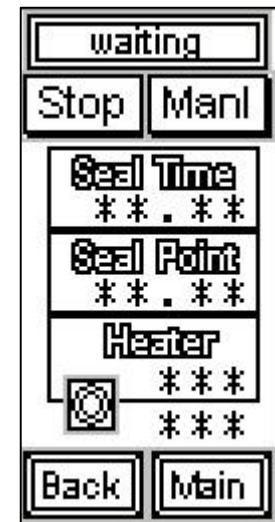 waiting
Stop Manl
Seal Time
**.**
Seal Point
**.**
Heater
***
***
Back Main